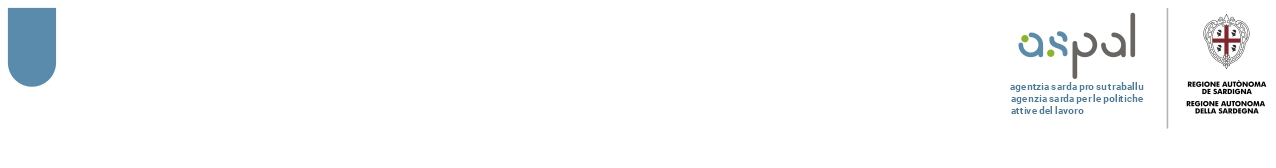 aspal
agentzia sarda pro su traballu
agenzia sarda per le politiche
attive del lavoro
REGIONE AUTÒNOMA
DE SARDIGNA
REGIONE AUTONOMA
DELLA SARDEGNA